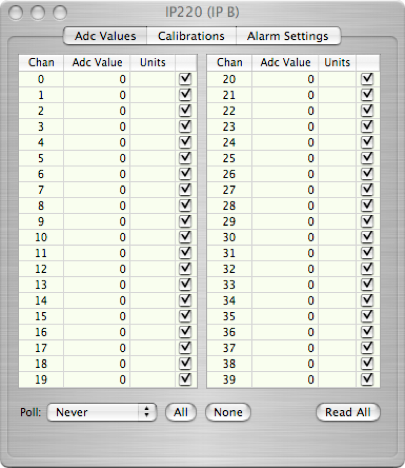 IP220 (IP B)
Adc Values Calibrations Alarm Settings
Chan Adc Value Units Chan Adc Value Units
0 0 20 0
1 0 21 0
2 0 22 0
3 0 23 0
4 0 24 0
5 0 25 0
6 0 26 0
7 0 27 0
8 0 28 0
9 0 29 0
10 0 30 0
11 0 31 0
12 0 32 0
13 0 33 0
14 0 34 0
15 0 35 0
16 0 36 0
17 0 37 0
18 0 38 0
19 0 39 0
Poll: Never All None Read All